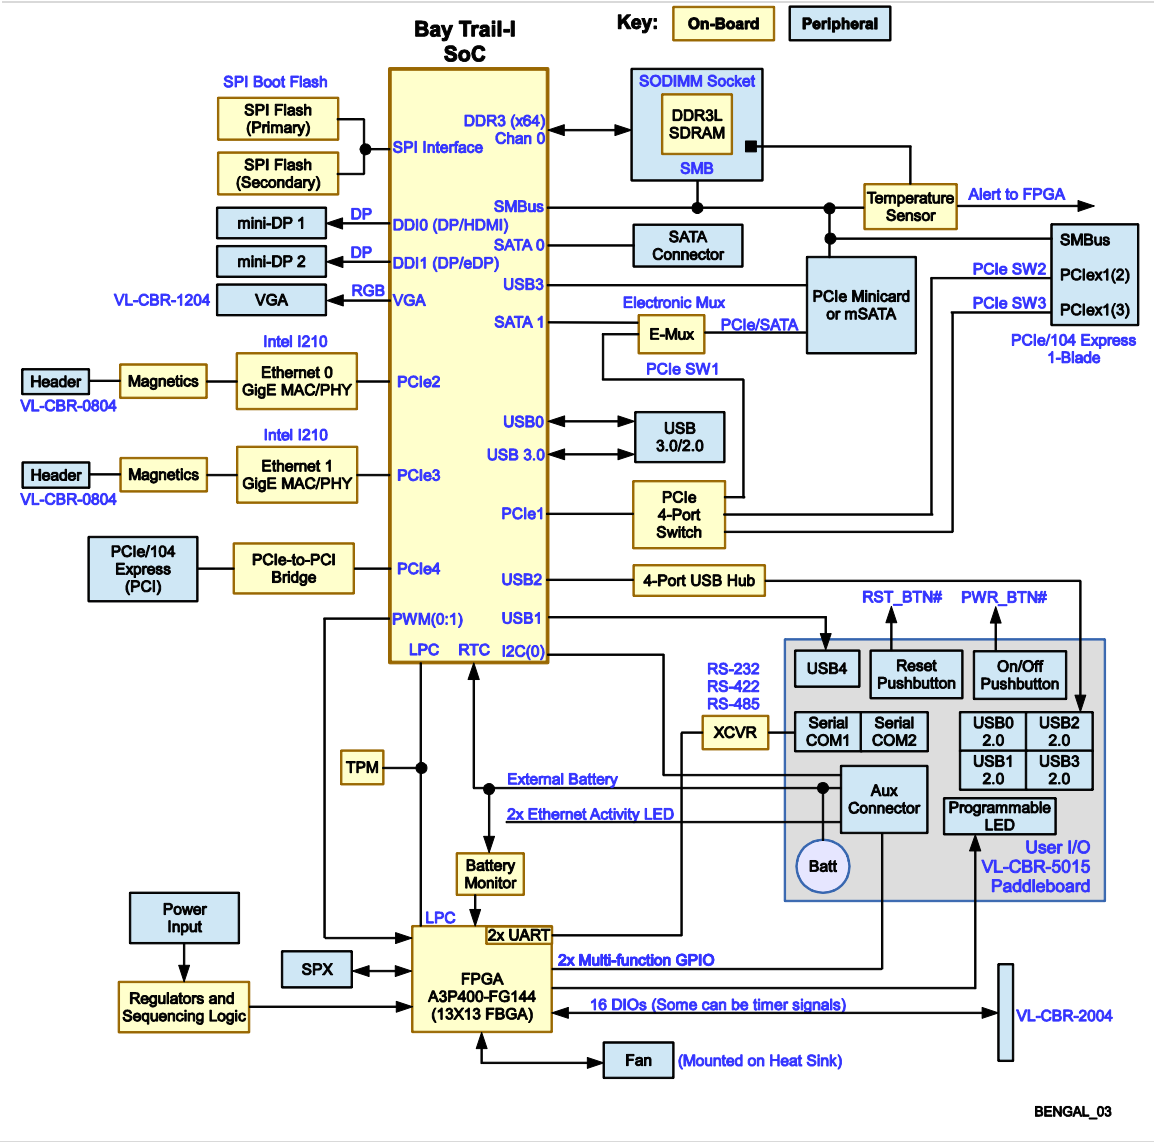 Key:
On-Board
Peripheral
Bay Trail-I
SoC
SPI Boot Flash
SPI Flash
(Primary)
SPI Flash
(Secondary)
SPI Interface
DDR3 (x64)
Chan 0
SODIMM Socket
DDR3L
SDRAM
SMB
SMBus
Temperature
Sensor
Alert to FPGA
mini-DP 1
DP
DDI0 (DP/HDMI)
mini-DP 2
DP
DDI1 (DP/eDP)
VL-CBR-1204
VGA
RGB
VGA
SATA 0
SATA
Connector
USB3
PCIe Minicard
or mSATA
SMBus
PCIe SW2
PCIex1(2)
PCIe SW3
PCIex1(3)
PCIe/104 Express
1-Blade
SATA 1
Electronic Mux
E-Mux
PCIe/SATA
PCIe SW1
Intel I210
Header
Magnetics
Ethernet 0
GigE MAC/PHY
PCIe2
VL-CBR-0804
USB0
USB 3.0
USB
3.0/2.0
Intel I210
Header
Magnetics
Ethernet 1
GigE MAC/PHY
PCIe3
VL-CBR-0804
PCIe1
PCIe
4-Port
Switch
PCIe/104
Express
(PCI)
PCIe-to-PCI
Bridge
PCIe4
USB2
4-Port USB Hub
RST_BTN#
PWR_BTN#
PWM(0:1)
USB1
LPC
RTC
I2C(0)
USB4
Reset
Pushbutton
On/Off
Pushbutton
RS-232
RS-422
RS-485
XCVR
Serial
COM1
Serial
COM2
USB0
2.0
USB2
2.0
USB1
2.0
USB3
2.0
TPM
External Battery
2x Ethernet Activity LED
Aux
Connector
Programmable
LED
Batt
User I/O
VL-CBR-5015
Paddleboard
Battery
Monitor
Power
Input
LPC
2x UART
SPX
FPGA
A3P400-FG144
(13X13 FBGA)
2x Multi-function GPIO
Regulators and
Sequencing Logic
16 DIOs (Some can be timer signals)
VL-CBR-2004
Fan
(Mounted on Heat Sink)
BENGAL_03